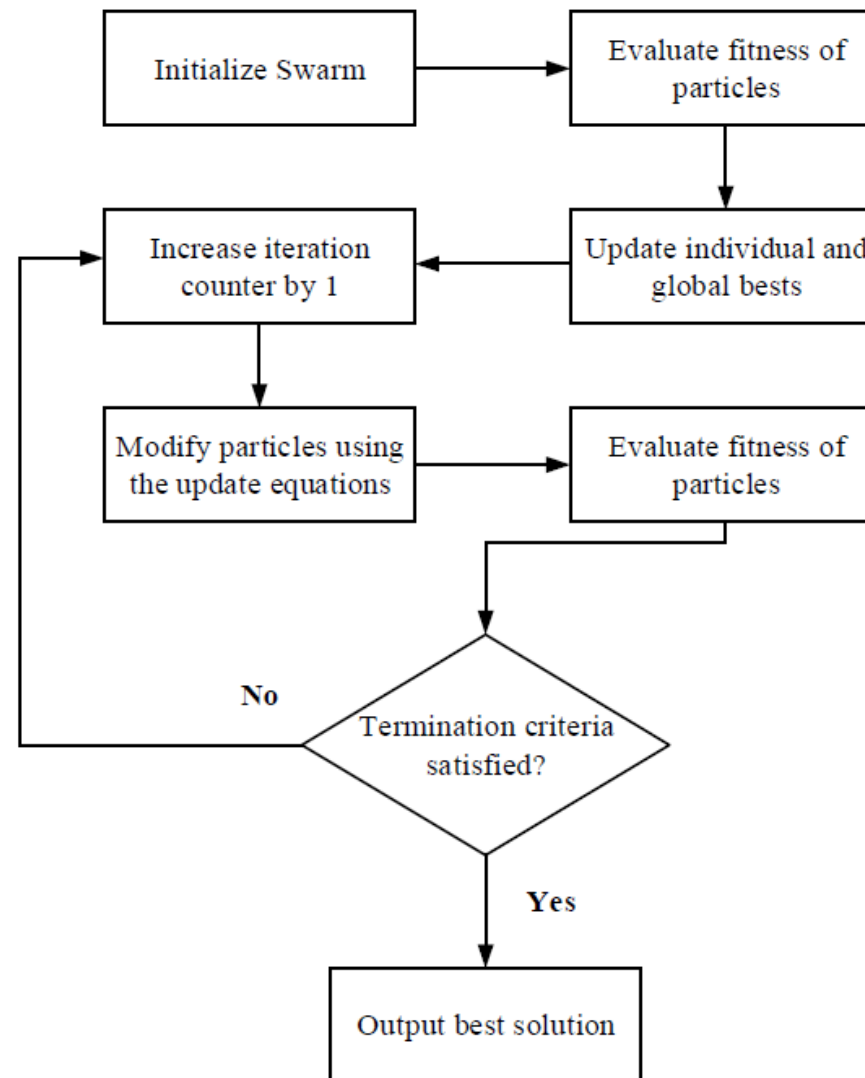 Initialize Swarm
Evaluate fitness of
particles
Update individual and
global bests
Increase iteration
counter by 1
Modify particles using
the update equations
Evaluate fitness of
particles
Termination criteria
satisfied?
No
Yes
Output best solution